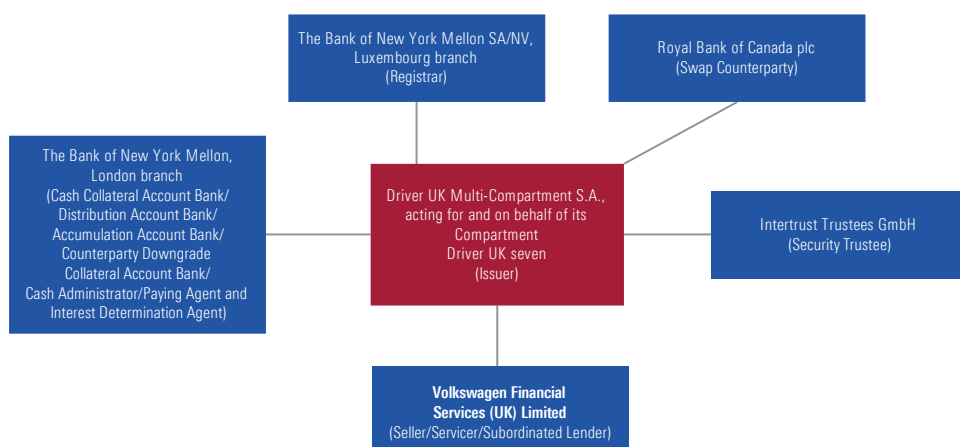 The Bank of New York Mellon SA/NV,
Luxembourg branch
(Registrar)
Royal Bank of Canada plc
(Swap Counterparty)
The Bank of New York Mellon,
London branch
(Cash Collateral Account Bank/
Distribution Account Bank/
Accumulation Account Bank/
Counterparty Downgrade
Collateral Account Bank/
Cash Administrator/Paying Agent and
Interest Determination Agent)
Driver UK Multi-Compartment S.A.,
acting for and on behalf of its
Compartment
Driver UK seven
(Issuer)
Intertrust Trustees GmbH
(Security Trustee)
Volkswagen Financial
Services (UK) Limited
(Seller/Servicer/Subordinated Lender)